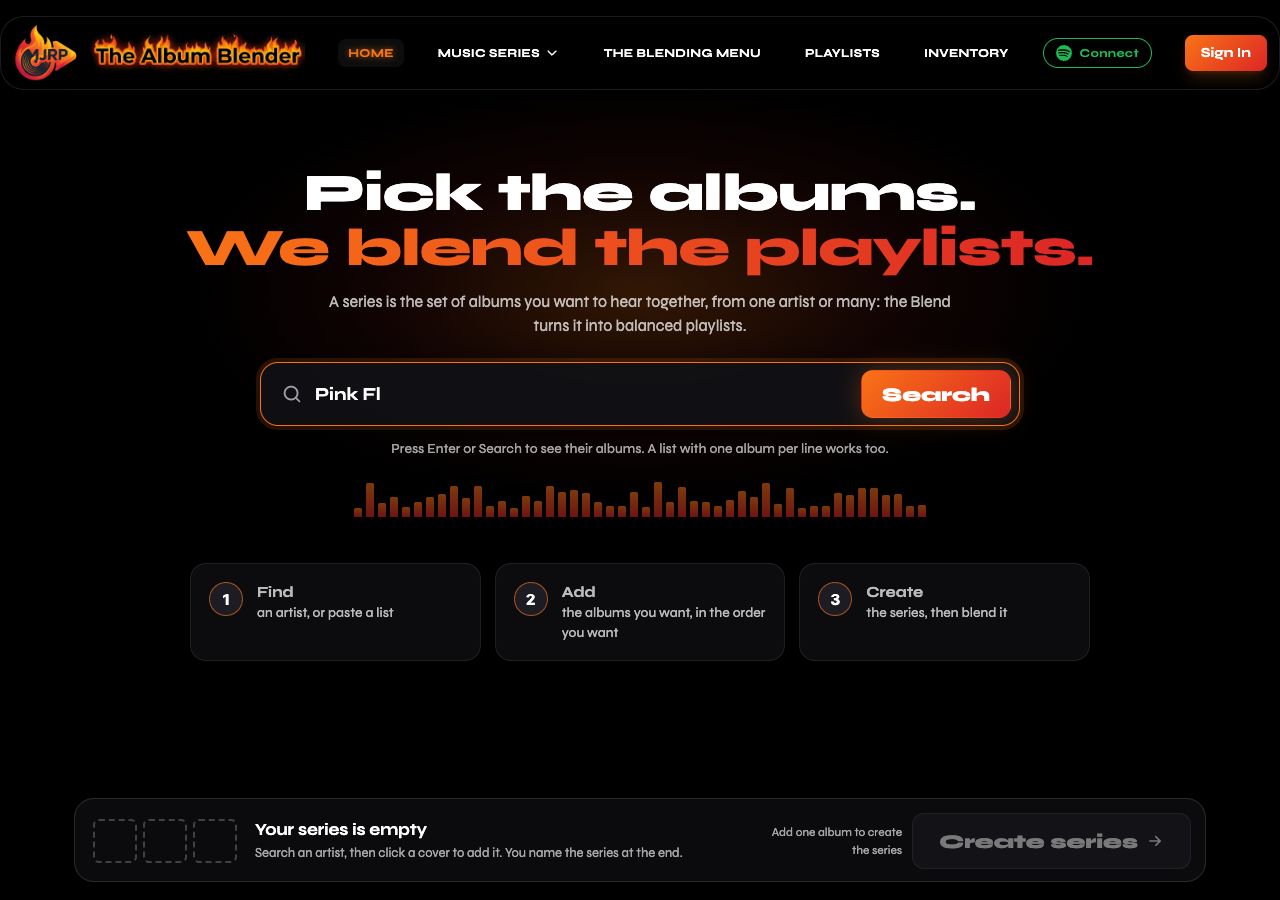 JRP
The Album Blender
HOME
MUSIC SERIES
THE BLENDING MENU
PLAYLISTS
INVENTORY
Connect
Sign In
Pick the albums.
We blend the playlists.
A series is the set of albums you want to hear together, from one artist or many: the Blend
turns it into balanced playlists.
Pink Fl
Search
Press Enter or Search to see their albums. A list with one album per line works too.
1
Find
an artist, or paste a list
2
Add
the albums you want, in the order
you want
3
Create
the series, then blend it
Your series is empty
Search an artist, then click a cover to add it. You name the series at the end.
Add one album to create
the series
Create series →